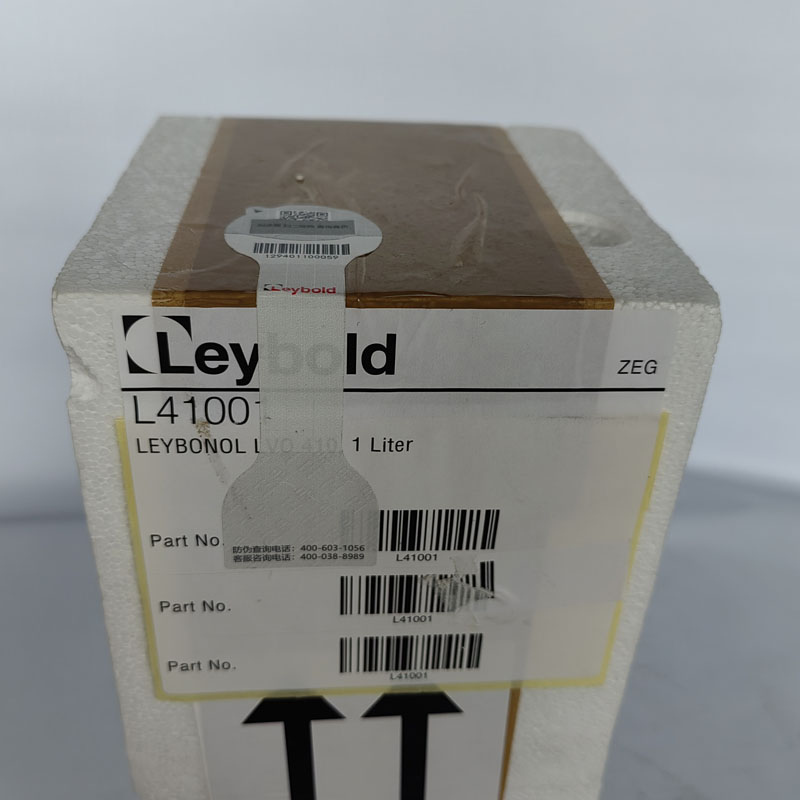 129401100059
Leybold
Leybold
ZEG
L41001
LEYBONOL LVO 410, 1 Liter
Part No.
L41001
防伪查询电话：400-603-1056
客服咨询电话：400-038-8989
Part No.
L41001
Part No.
L41001